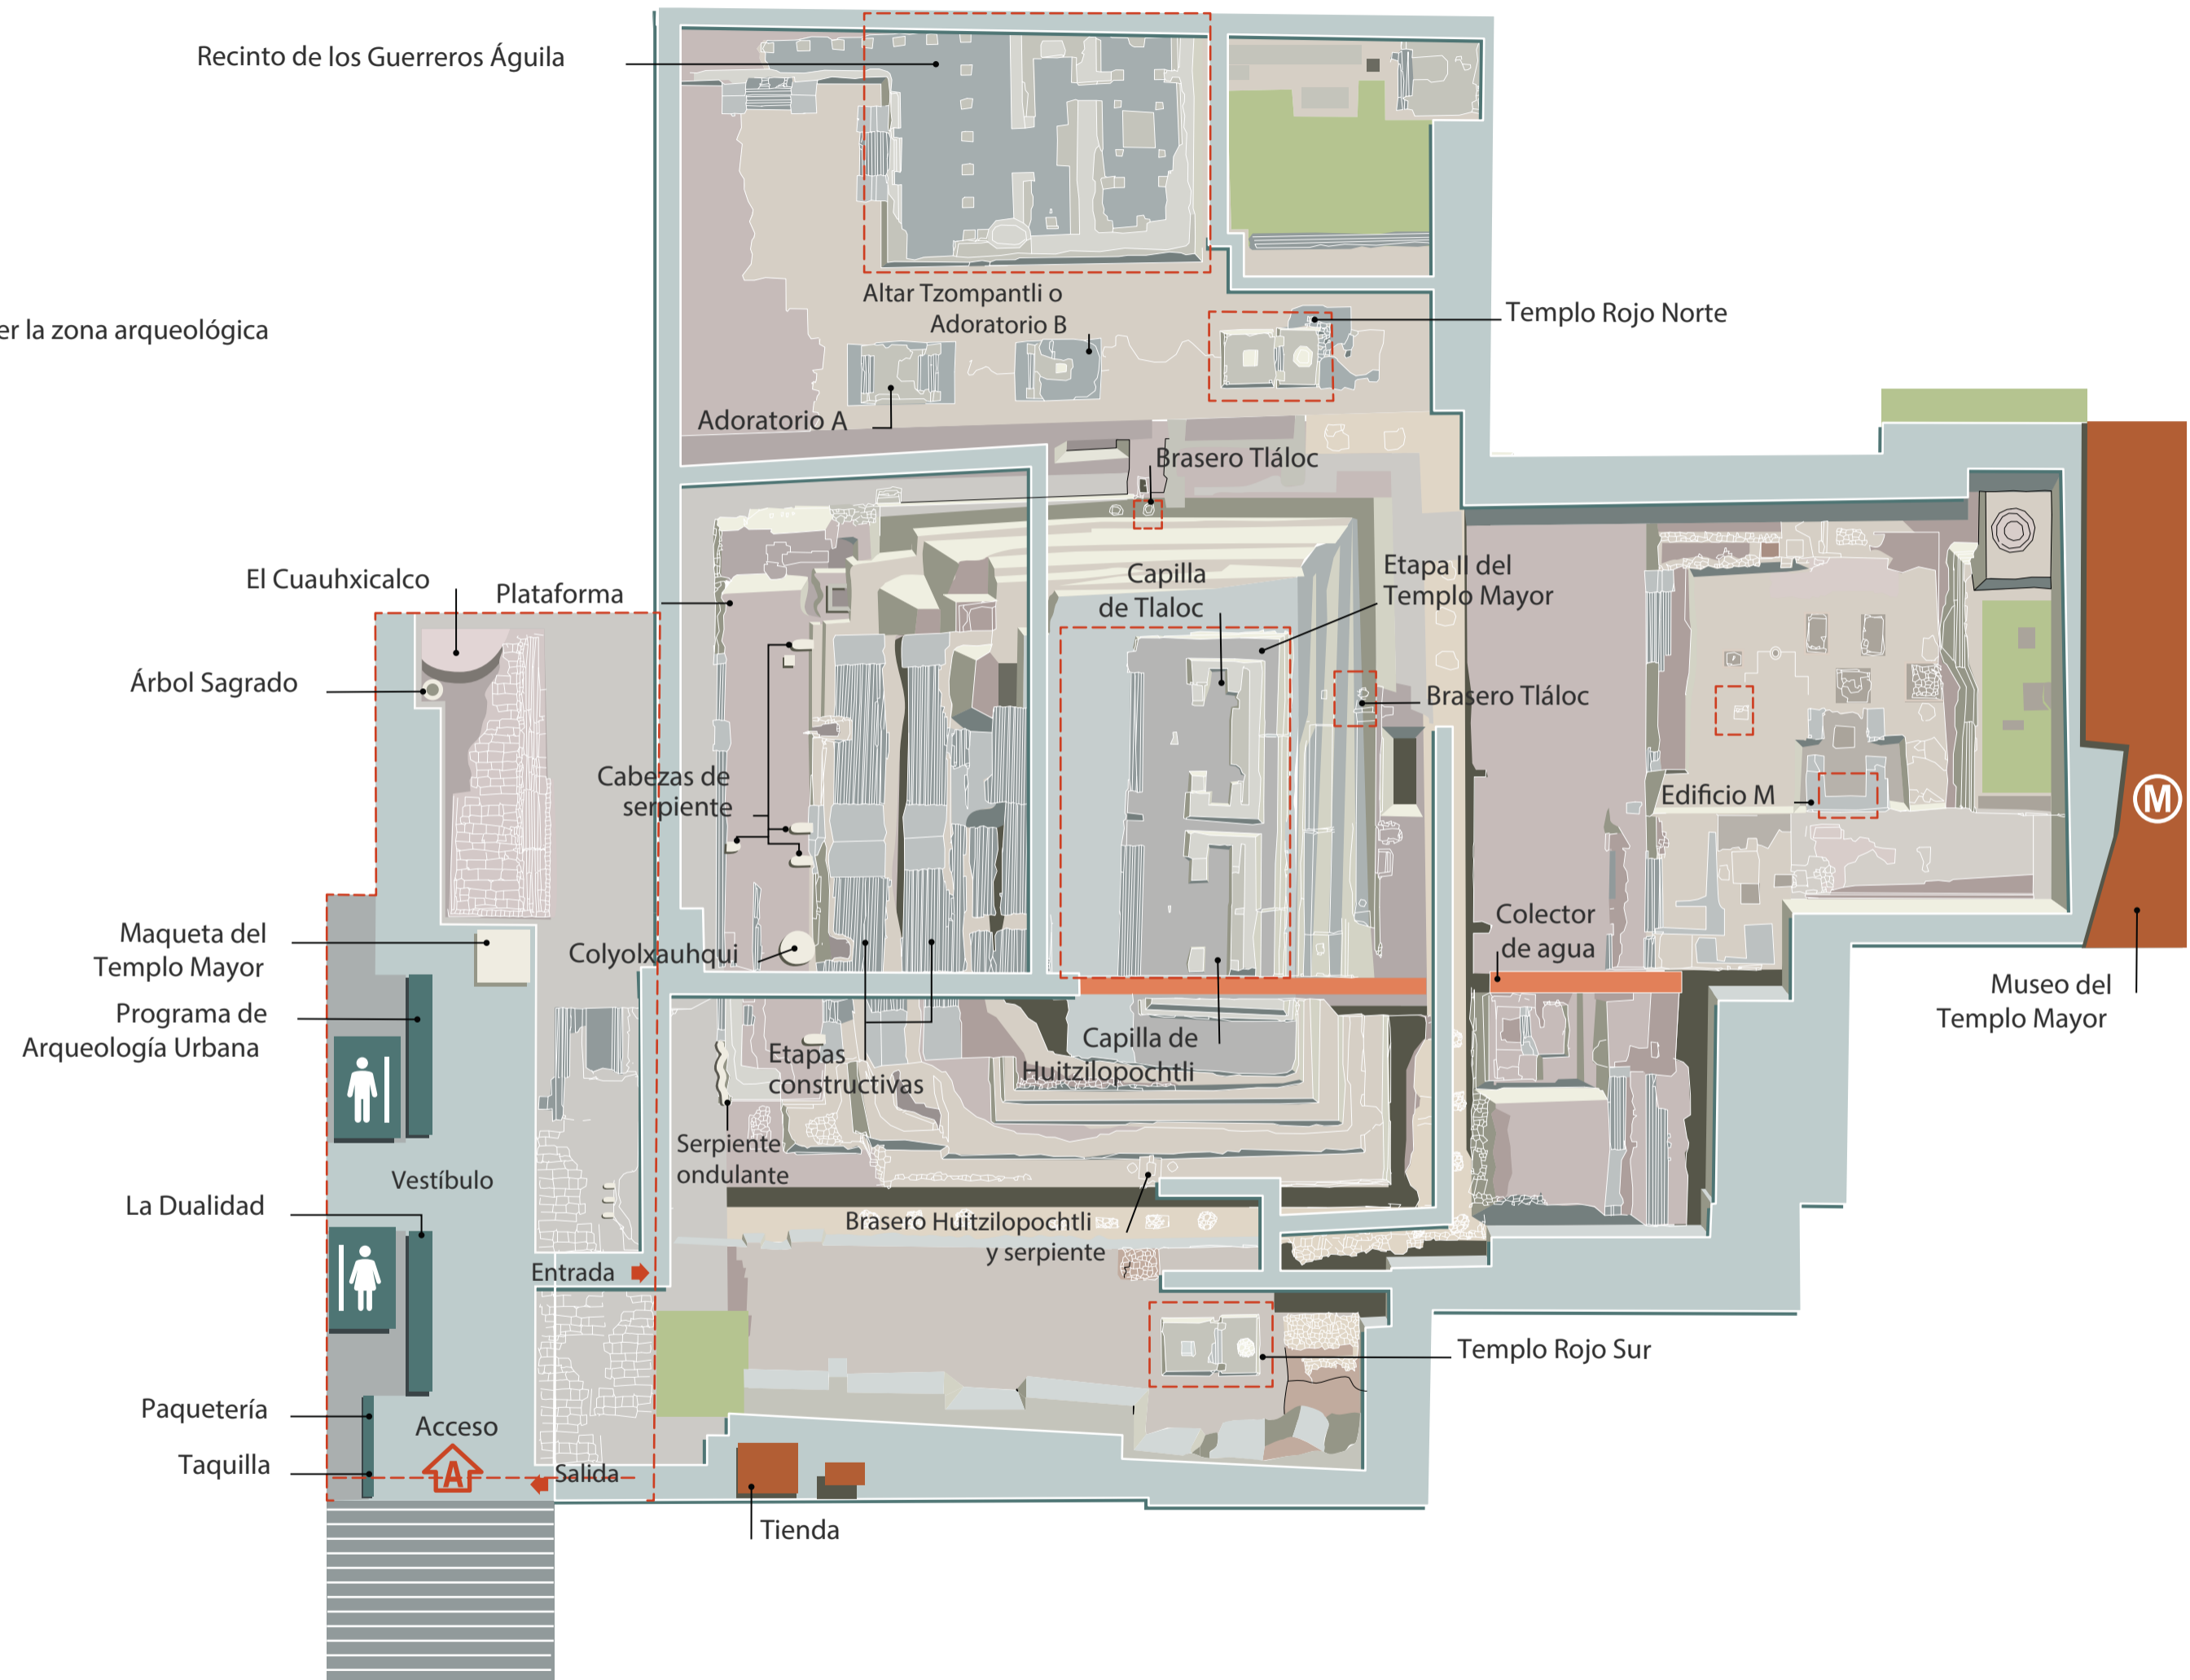 Recinto de los Guerreros Águila
Altar Tzompantli o
Adoratorio B
Templo Rojo Norte
er la zona arqueológica
Adoratorio A
Brasero Tláloc
El Cuauhxicalco
Plataforma
Capilla
de Tlaloc
Etapa II del
Templo Mayor
Árbol Sagrado
Brasero Tláloc
Cabezas de
serpiente
Edificio M
M
Maqueta del
Templo Mayor
Colyolxauhqui
Colector
de agua
Programa de
Arqueología Urbana
Museo del
Templo Mayor
Etapas
constructivas
Capilla de
Huitzilopochtli
Serpiente
ondulante
Vestíbulo
La Dualidad
Brasero Huitzilopochtli
y serpiente
Entrada
Templo Rojo Sur
Paquetería
Acceso
A
Taquilla
Salida
Tienda